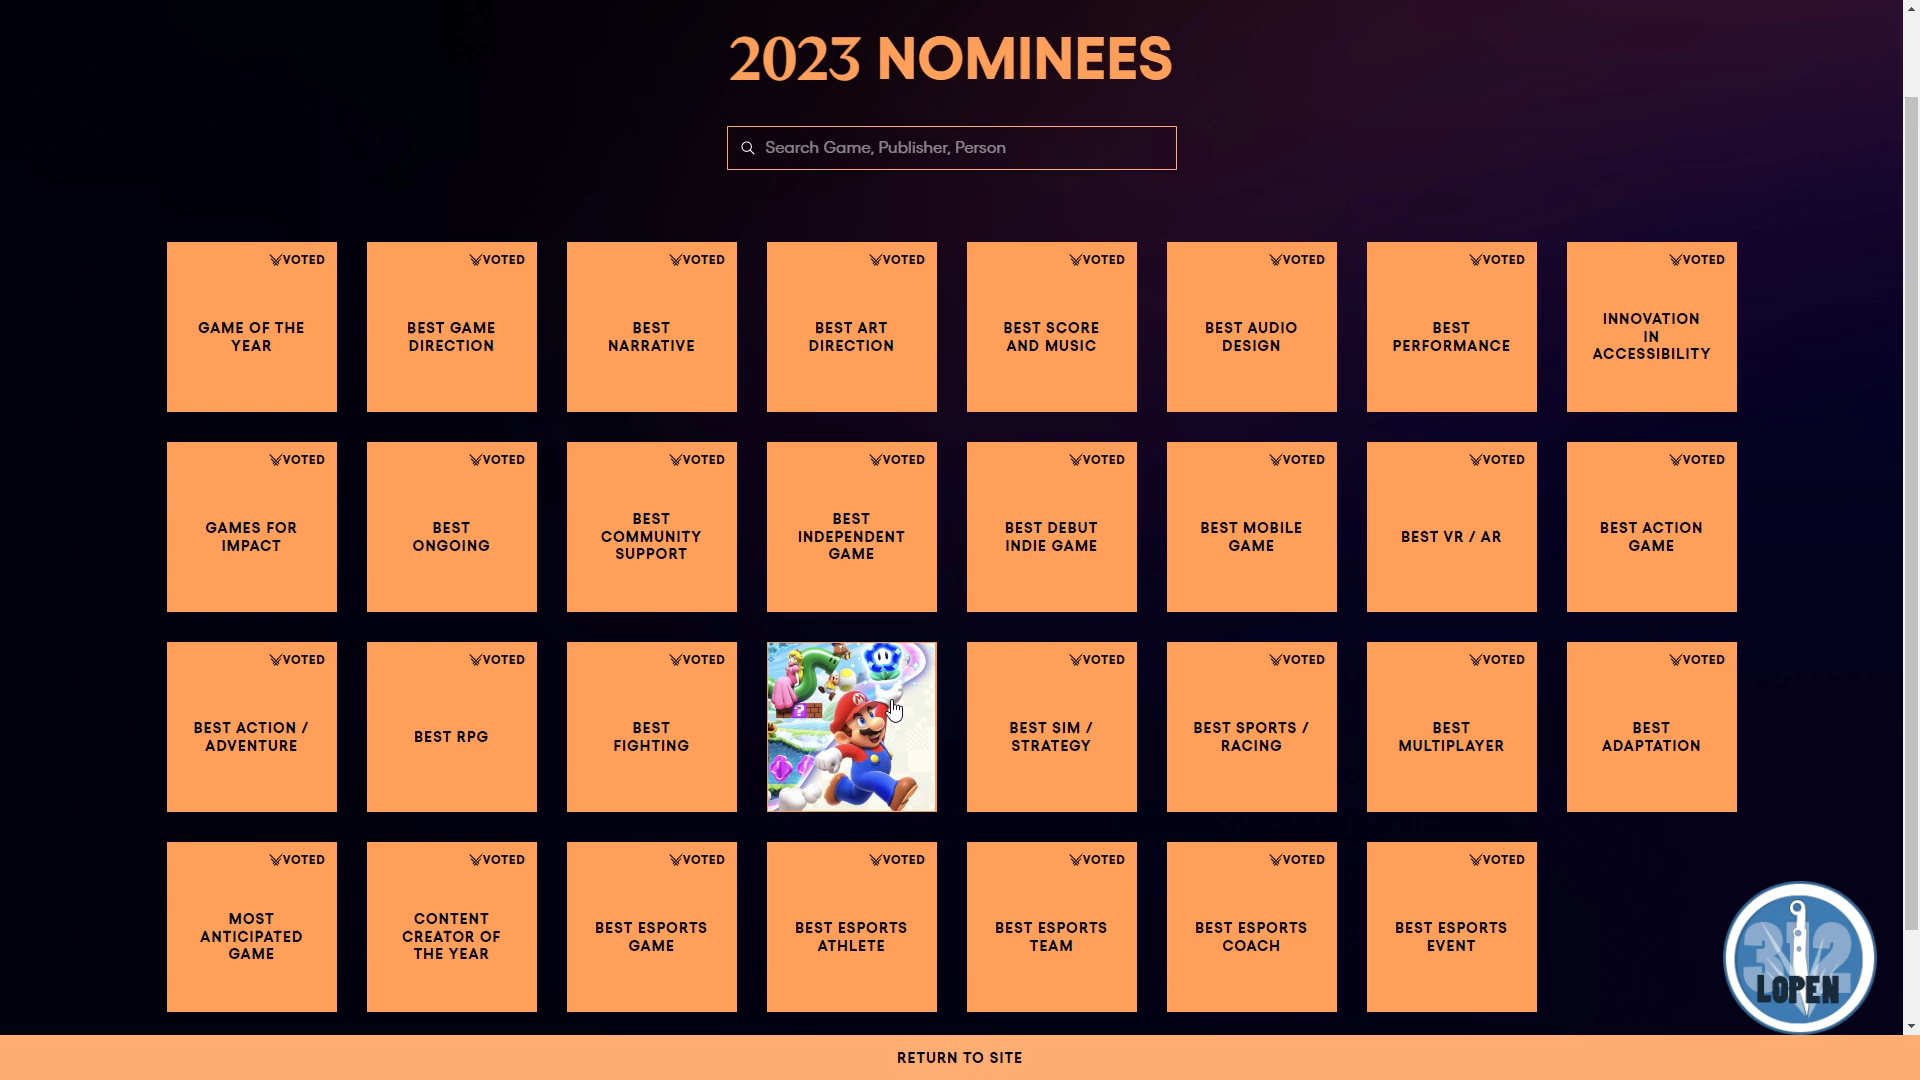 2023 NOMINEES
Search Game, Publisher, Person
VOTED
GAME OF THE
YEAR
VOTED
BEST GAME
DIRECTION
VOTED
BEST
NARRATIVE
VOTED
BEST ART
DIRECTION
VOTED
BEST SCORE
AND MUSIC
VOTED
BEST AUDIO
DESIGN
VOTED
BEST
PERFORMANCE
VOTED
INNOVATION
IN
ACCESSIBILITY
VOTED
GAMES FOR
IMPACT
VOTED
BEST
ONGOING
VOTED
BEST
COMMUNITY
SUPPORT
VOTED
BEST
INDEPENDENT
GAME
VOTED
BEST DEBUT
INDIE GAME
VOTED
BEST MOBILE
GAME
VOTED
BEST VR / AR
VOTED
BEST ACTION
GAME
VOTED
BEST ACTION /
ADVENTURE
VOTED
BEST RPG
VOTED
BEST
FIGHTING
?
M
VOTED
BEST SIM /
STRATEGY
VOTED
BEST SPORTS /
RACING
VOTED
BEST
MULTIPLAYER
VOTED
BEST
ADAPTATION
VOTED
MOST
ANTICIPATED
GAME
VOTED
CONTENT
CREATOR OF
THE YEAR
VOTED
BEST ESPORTS
GAME
VOTED
BEST ESPORTS
ATHLETE
VOTED
BEST ESPORTS
TEAM
VOTED
BEST ESPORTS
COACH
VOTED
BEST ESPORTS
EVENT
312
LOPEN
RETURN TO SITE